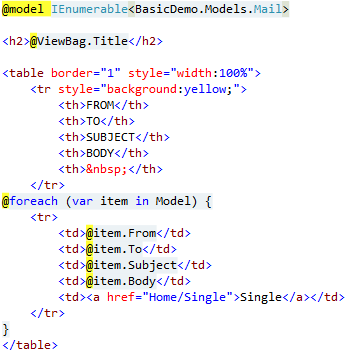 @model IEnumerable<BasicDemo.Models.Mail>
<h2>@ViewBag.Title</h2>
<table border="1" style="width:100%">
<tr style="background:yellow;">
<th>FROM</th>
<th>TO</th>
<th>SUBJECT</th>
<th>BODY</th>
<th>&nbsp;</th>
</tr>
@foreach (var item in Model) {
<tr>
<td>@item.From</td>
<td>@item.To</td>
<td>@item.Subject</td>
<td>@item.Body</td>
<td><a href="Home/Single">Single</a></td>
</tr>
}
</table>